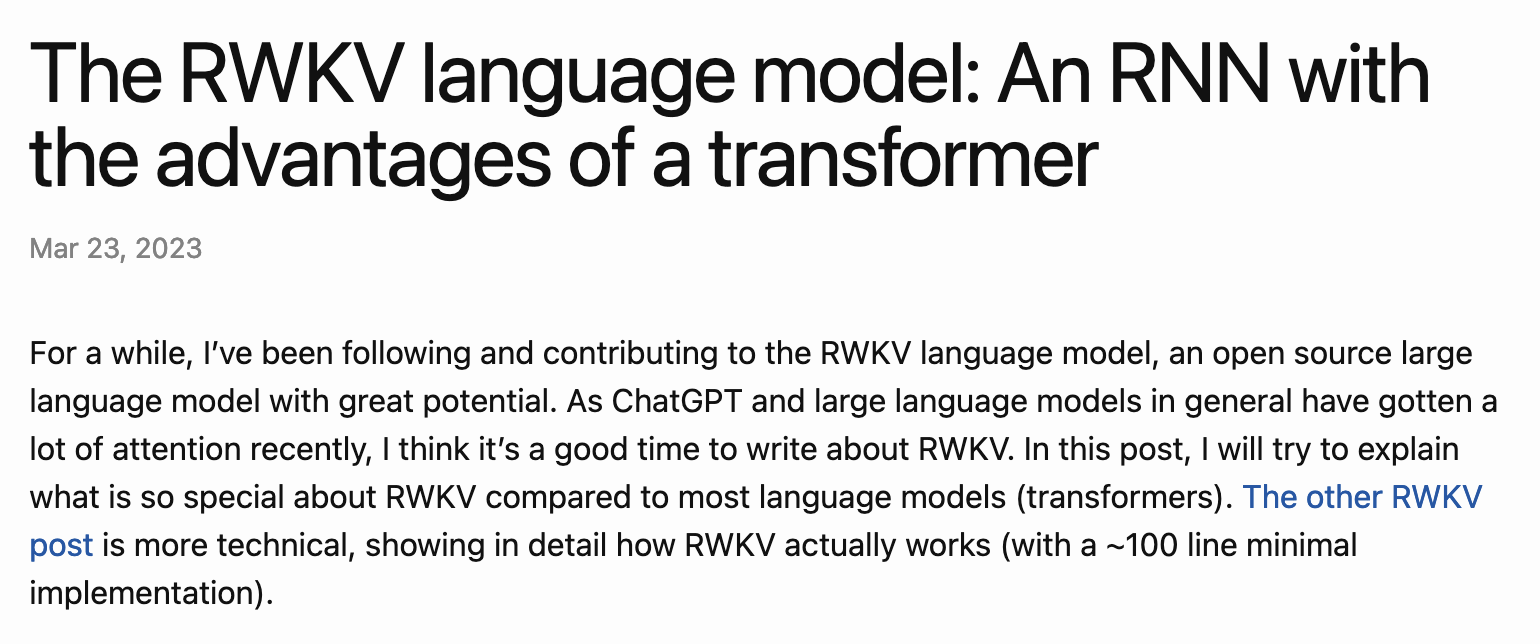 The RWKV language model: An RNN with
the advantages of a transformer
Mar 23, 2023
For a while, I’ve been following and contributing to the RWKV language model, an open source large
language model with great potential. As ChatGPT and large language models in general have gotten a
lot of attention recently, I think it’s a good time to write about RWKV. In this post, I will try to explain
what is so special about RWKV compared to most language models (transformers). The other RWKV
post is more technical, showing in detail how RWKV actually works (with a ~100 line minimal
implementation).